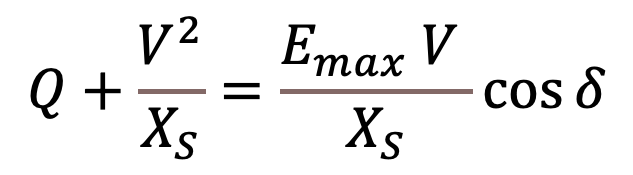 Q + V²/X_S = E_max V/X_S cos δ